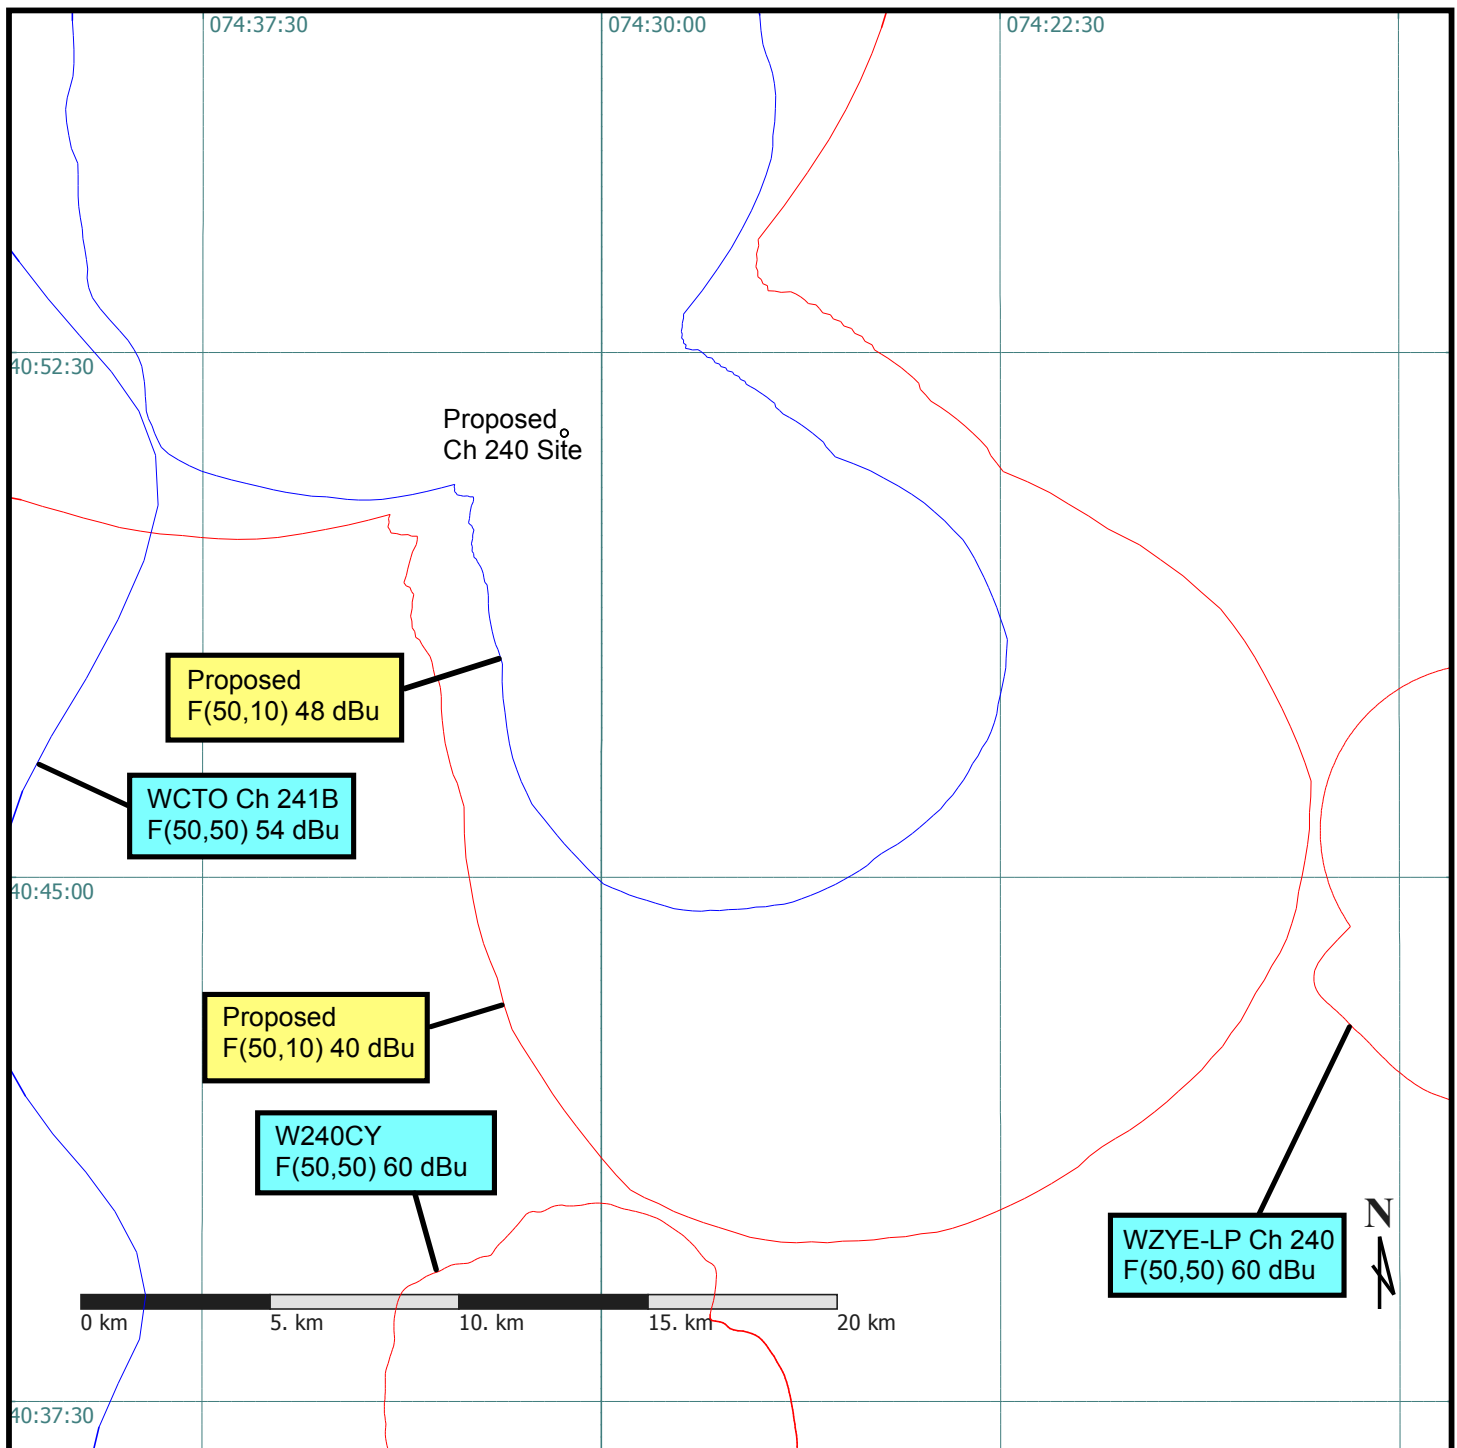 074:37:30
074:30:00
074:22:30
40:52:30
Proposed
Ch 240 Site
Proposed
F(50,10) 48 dBu
WCTO Ch 241B
F(50,50) 54 dBu
40:45:00
Proposed
F(50,10) 40 dBu
W240CY
F(50,50) 60 dBu
N
WZYE-LP Ch 240
F(50,50) 60 dBu
0 km
5. km
10. km
15. km
20 km
40:37:30